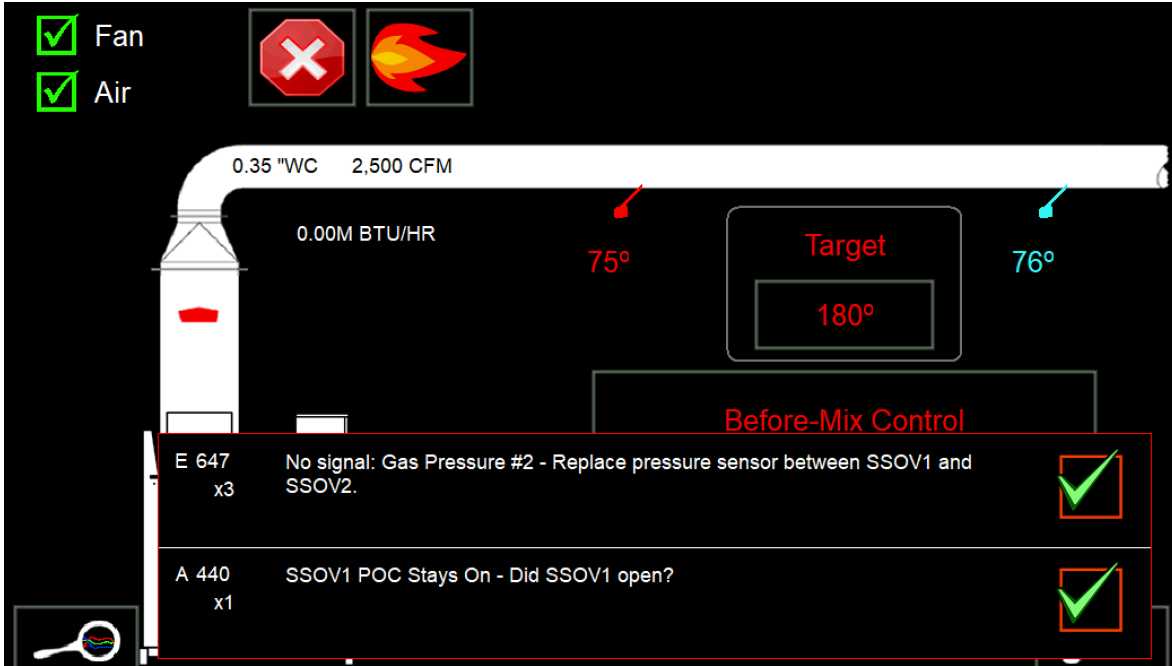 Fan
Air
0.35 "WC 2,500 CFM
0.00M BTU/HR
75º
Target
180º
76º
Before-Mix Control
E 647
x3
No signal: Gas Pressure #2 - Replace pressure sensor between SSOV1 and
SSOV2.
A 440
x1
SSOV1 POC Stays On - Did SSOV1 open?